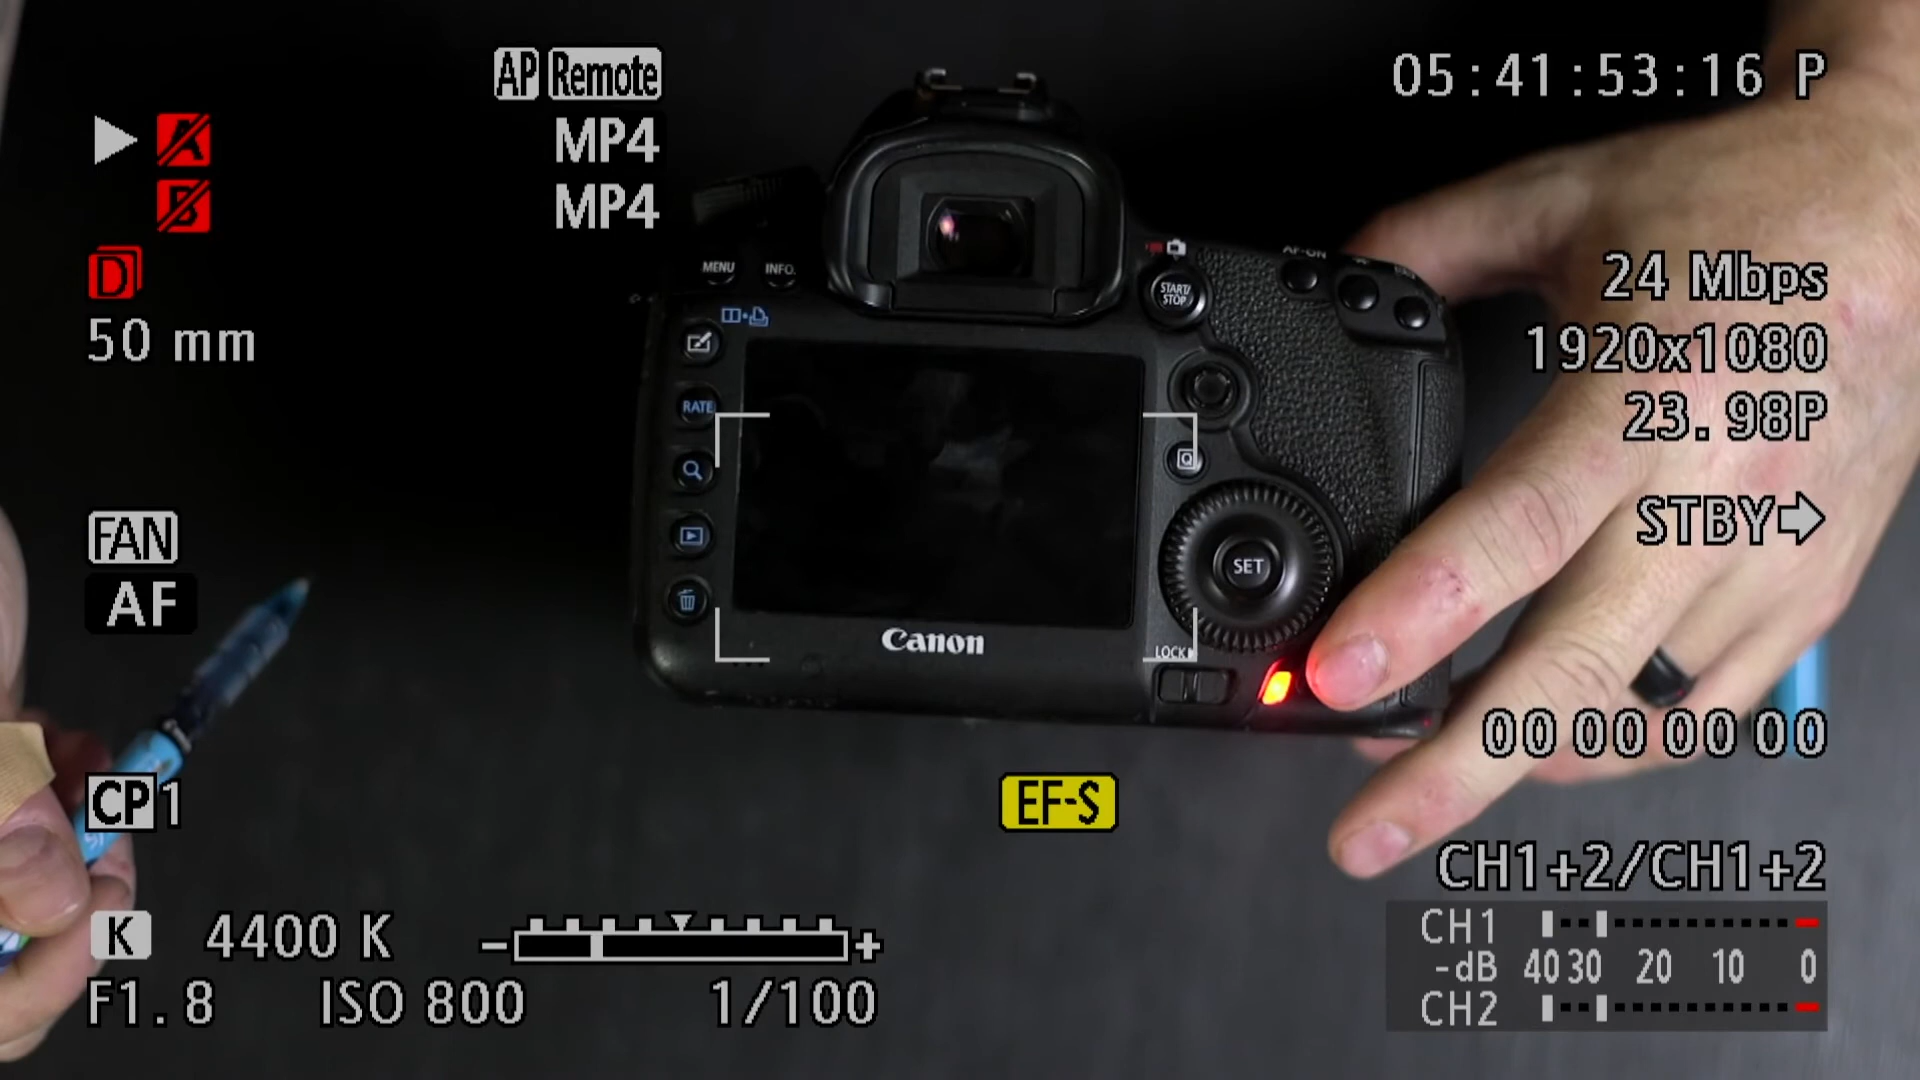 AP Remote
05:41:53:16 P
A
MP4
B
MP4
D
50 mm
24 Mbps
1920x1080
23.98P
MENU
INFO.
START/
STOP
AF-ON
RATE
Q
SET
Canon
LOCK
STBY
FAN
AF
00 00 00 00
CP1
EF-S
CH1+2/CH1+2
K 4400 K
- +
F1.8 ISO 800 1/100
CH1
-dB 40 30 20 10 0
CH2